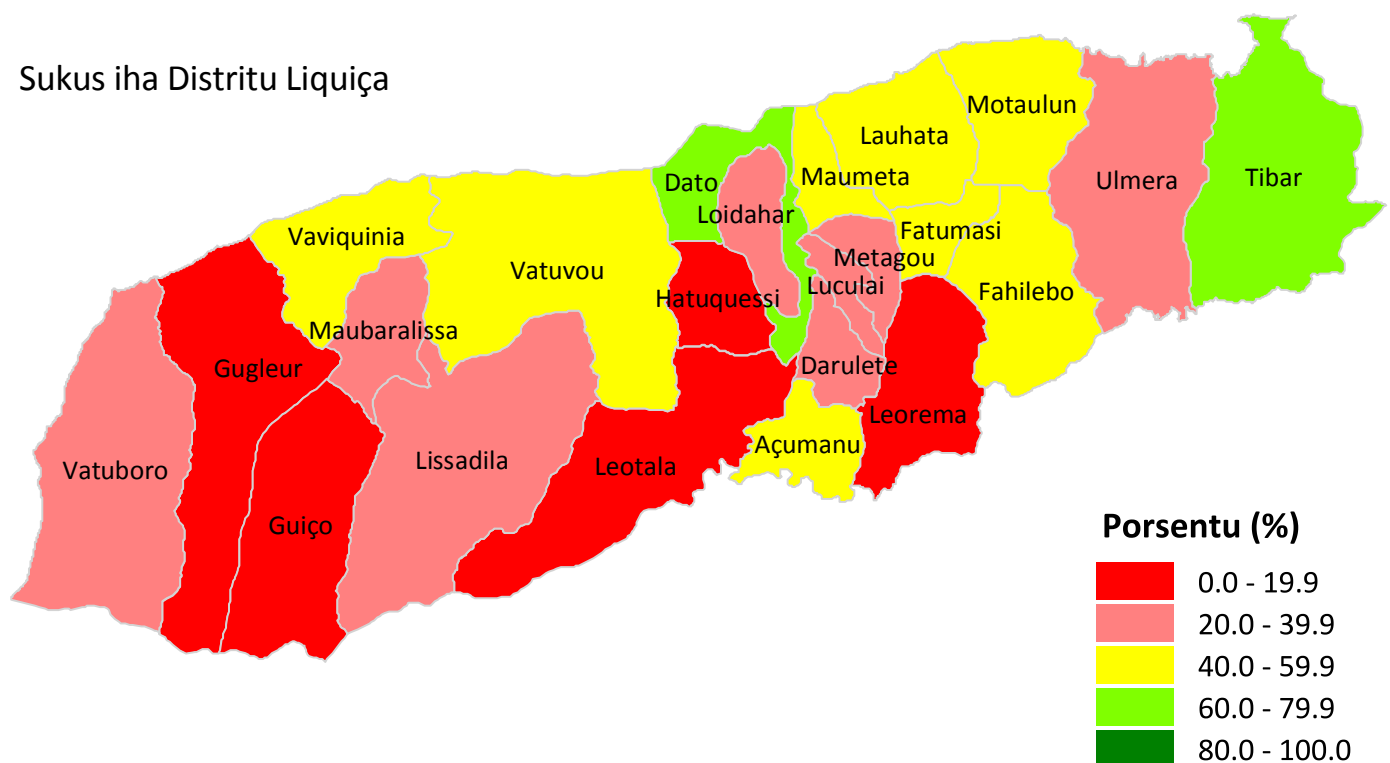 Sukus iha Distritu Liquiça
Motaulun
Lauhata
Maumeta
Ulmera
Tibar
Dato
Loidahar
Vaviquinia
Vatuvou
Fatumasi
Metagou
Luculai
Fahilebo
Hatuquessi
Maubaralissa
Gugleur
Darulete
Leorema
Açumanu
Vatuboro
Lissadila
Leotala
Guiço
Porsentu (%)
0.0 - 19.9
20.0 - 39.9
40.0 - 59.9
60.0 - 79.9
80.0 - 100.0